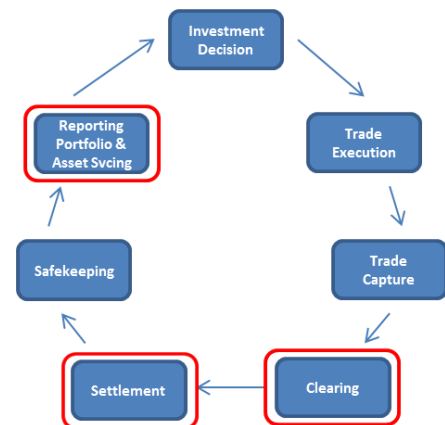 Investment
Decision
Trade
Execution
Trade
Capture
Clearing
Settlement
Safekeeping
Reporting
Portfolio &
Asset Svcing